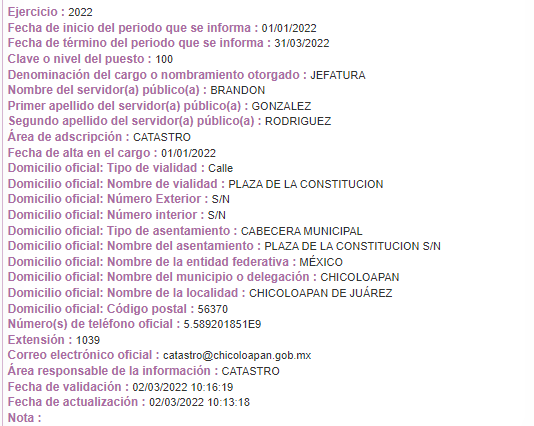 Ejercicio : 2022
Fecha de inicio del periodo que se informa : 01/01/2022
Fecha de término del periodo que se informa : 31/03/2022
Clave o nivel del puesto : 100
Denominación del cargo o nombramiento otorgado : JEFATURA
Nombre del servidor(a) público(a) : BRANDON
Primer apellido del servidor(a) público(a) : GONZALEZ
Segundo apellido del servidor(a) público(a) : RODRIGUEZ
Área de adscripción : CATASTRO
Fecha de alta en el cargo : 01/01/2022
Domicilio oficial: Tipo de vialidad : Calle
Domicilio oficial: Nombre de vialidad : PLAZA DE LA CONSTITUCION
Domicilio oficial: Número Exterior : S/N
Domicilio oficial: Número interior : S/N
Domicilio oficial: Tipo de asentamiento : CABECERA MUNICIPAL
Domicilio oficial: Nombre del asentamiento : PLAZA DE LA CONSTITUCION S/N
Domicilio oficial: Nombre de la entidad federativa : MÉXICO
Domicilio oficial: Nombre del municipio o delegación : CHICOLOAPAN
Domicilio oficial: Nombre de la localidad : CHICOLOAPAN DE JUÁREZ
Domicilio oficial: Código postal : 56370
Número(s) de teléfono oficial : 5.589201851E9
Extensión : 1039
Correo electrónico oficial : catastro@chicoloapan.gob.mx
Área responsable de la información : CATASTRO
Fecha de validación : 02/03/2022 10:16:19
Fecha de actualización : 02/03/2022 10:13:18
Nota :